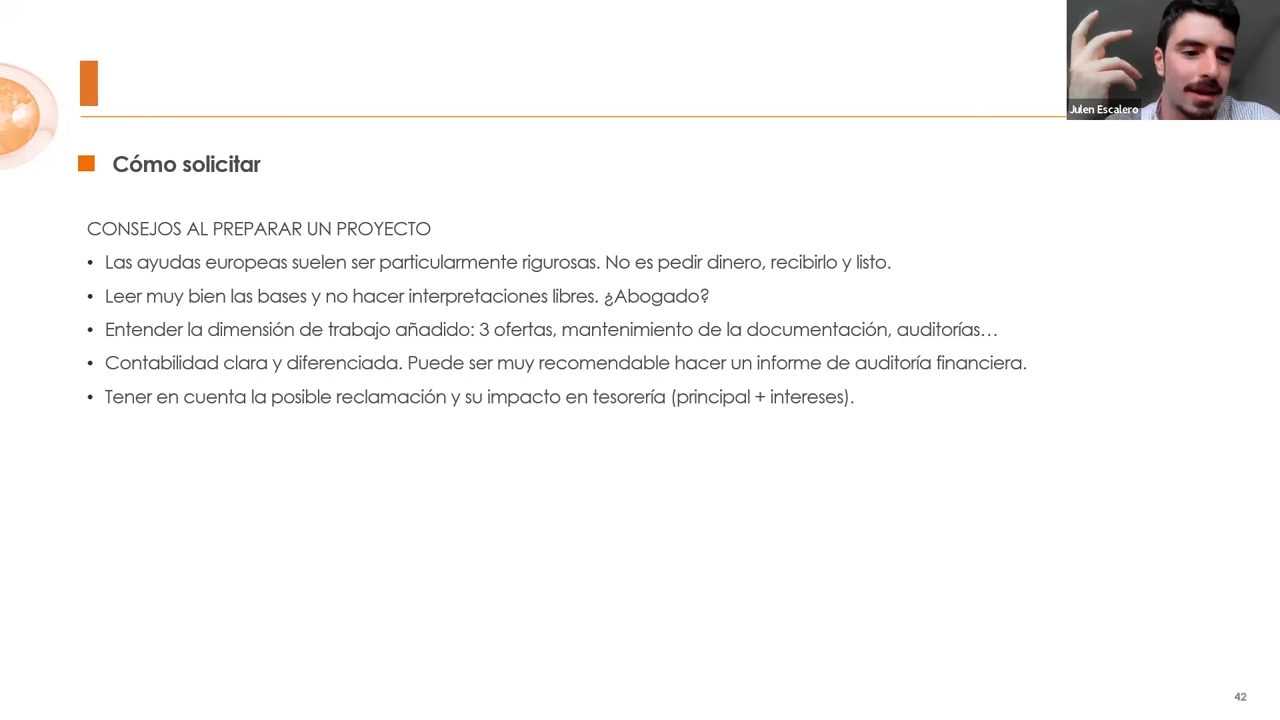 Julen Escalero
Cómo solicitar
CONSEJOS AL PREPARAR UN PROYECTO
• Las ayudas europeas suelen ser particularmente rigurosas. No es pedir dinero, recibirlo y listo.
• Leer muy bien las bases y no hacer interpretaciones libres. ¿Abogado?
• Entender la dimensión de trabajo añadido: 3 ofertas, mantenimiento de la documentación, auditorías…
• Contabilidad clara y diferenciada. Puede ser muy recomendable hacer un informe de auditoría financiera.
• Tener en cuenta la posible reclamación y su impacto en tesorería (principal + intereses).
42